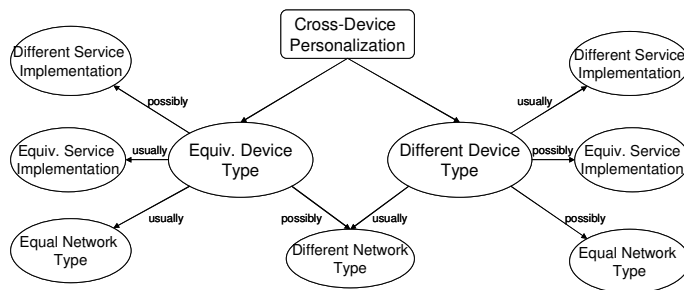 Cross-Device
Personalization
Different Service
Implementation
Different Service
Implementation
possibly
usually
Equiv. Service
Implementation
usually
Equiv. Device
Type
Different Device
Type
possibly
Equiv. Service
Implementation
usually
possibly
usually
possibly
Equal Network
Type
Different Network
Type
Equal Network
Type